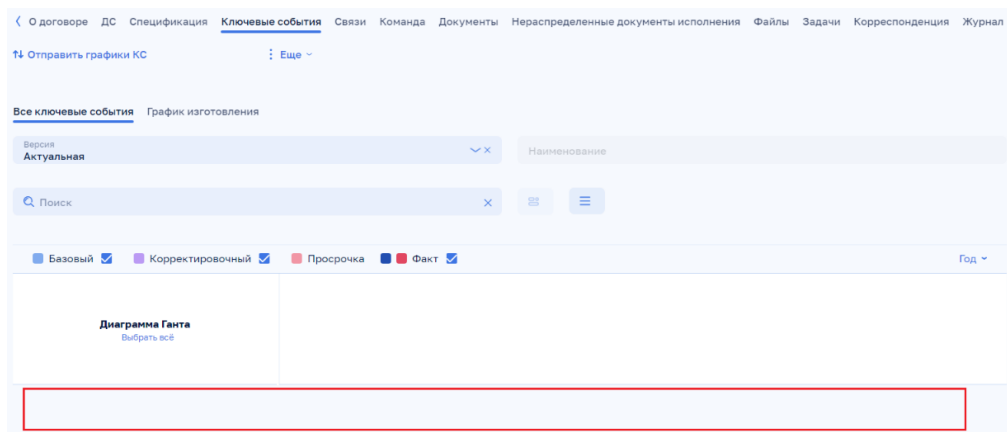 О договоре ДС Спецификация Ключевые события Связи Команда Документы Нераспределенные документы исполнения Файлы Задачи Корреспонденция Журнал
Отправить графики КС Еще
Все ключевые события График изготовления
Версия
Актуальная
Наименование
Поиск
Базовый Корректировочный Просрочка Факт Год
Диаграмма Ганта
Выбрать всё